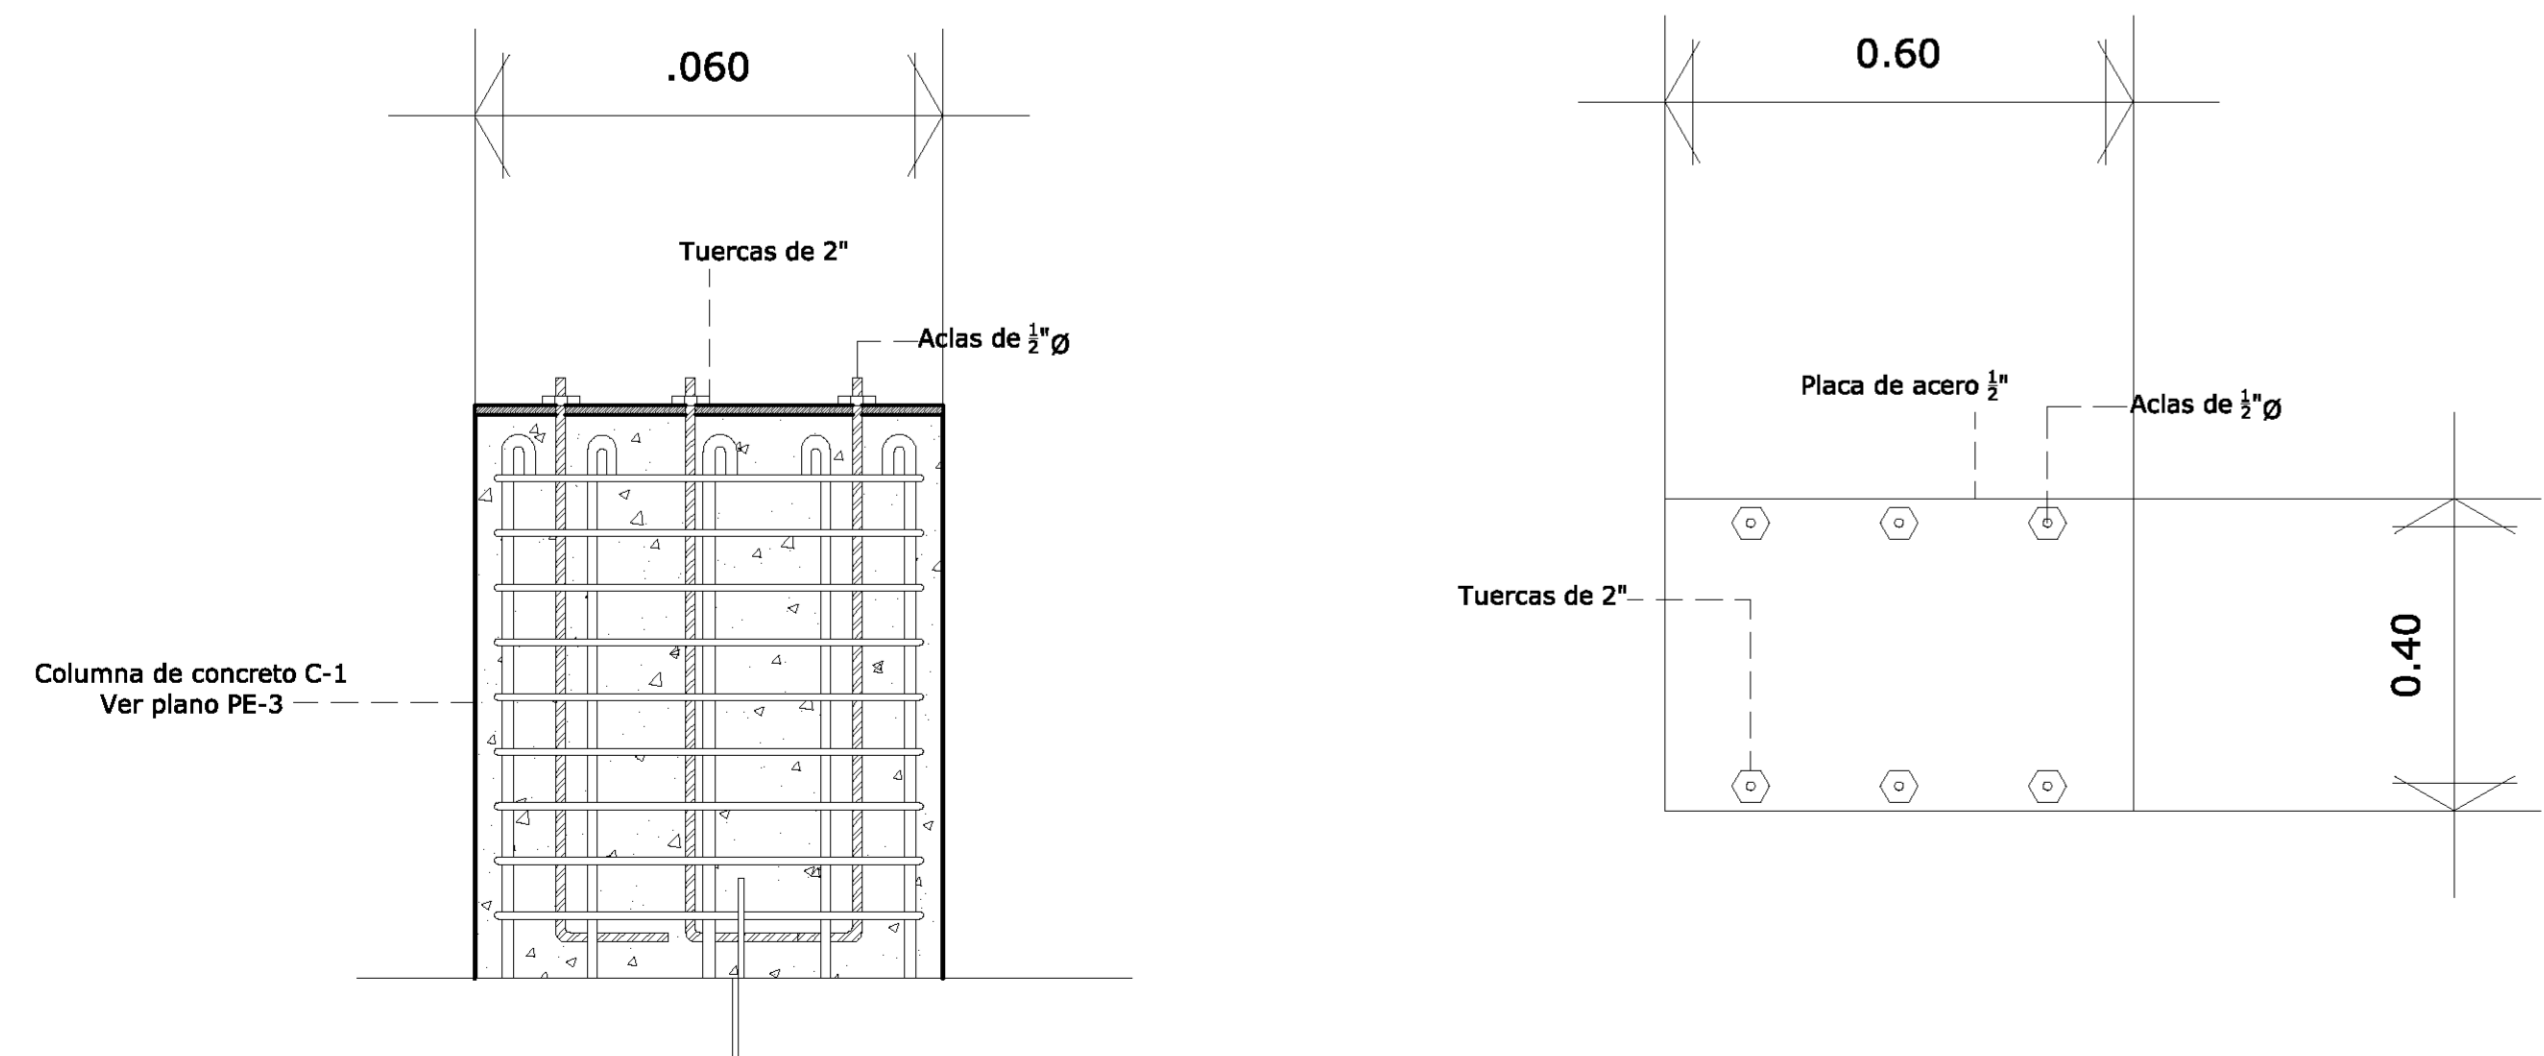 .060
Tuercas de 2"
Aclas de ½"Ø
Columna de concreto C-1
Ver plano PE-3
0.60
Placa de acero ½"
Aclas de ½"Ø
Tuercas de 2"
0.40